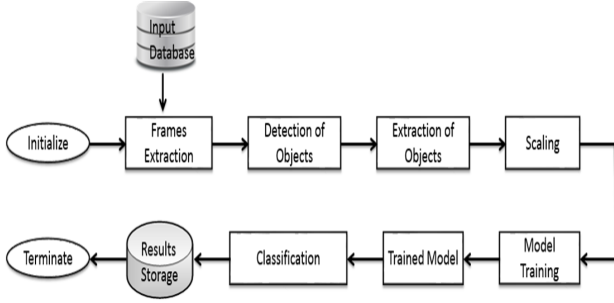 Input
Database
Initialize
Frames
Extraction
Detection of
Objects
Extraction of
Objects
Scaling
Terminate
Results
Storage
Classification
Trained Model
Model
Training